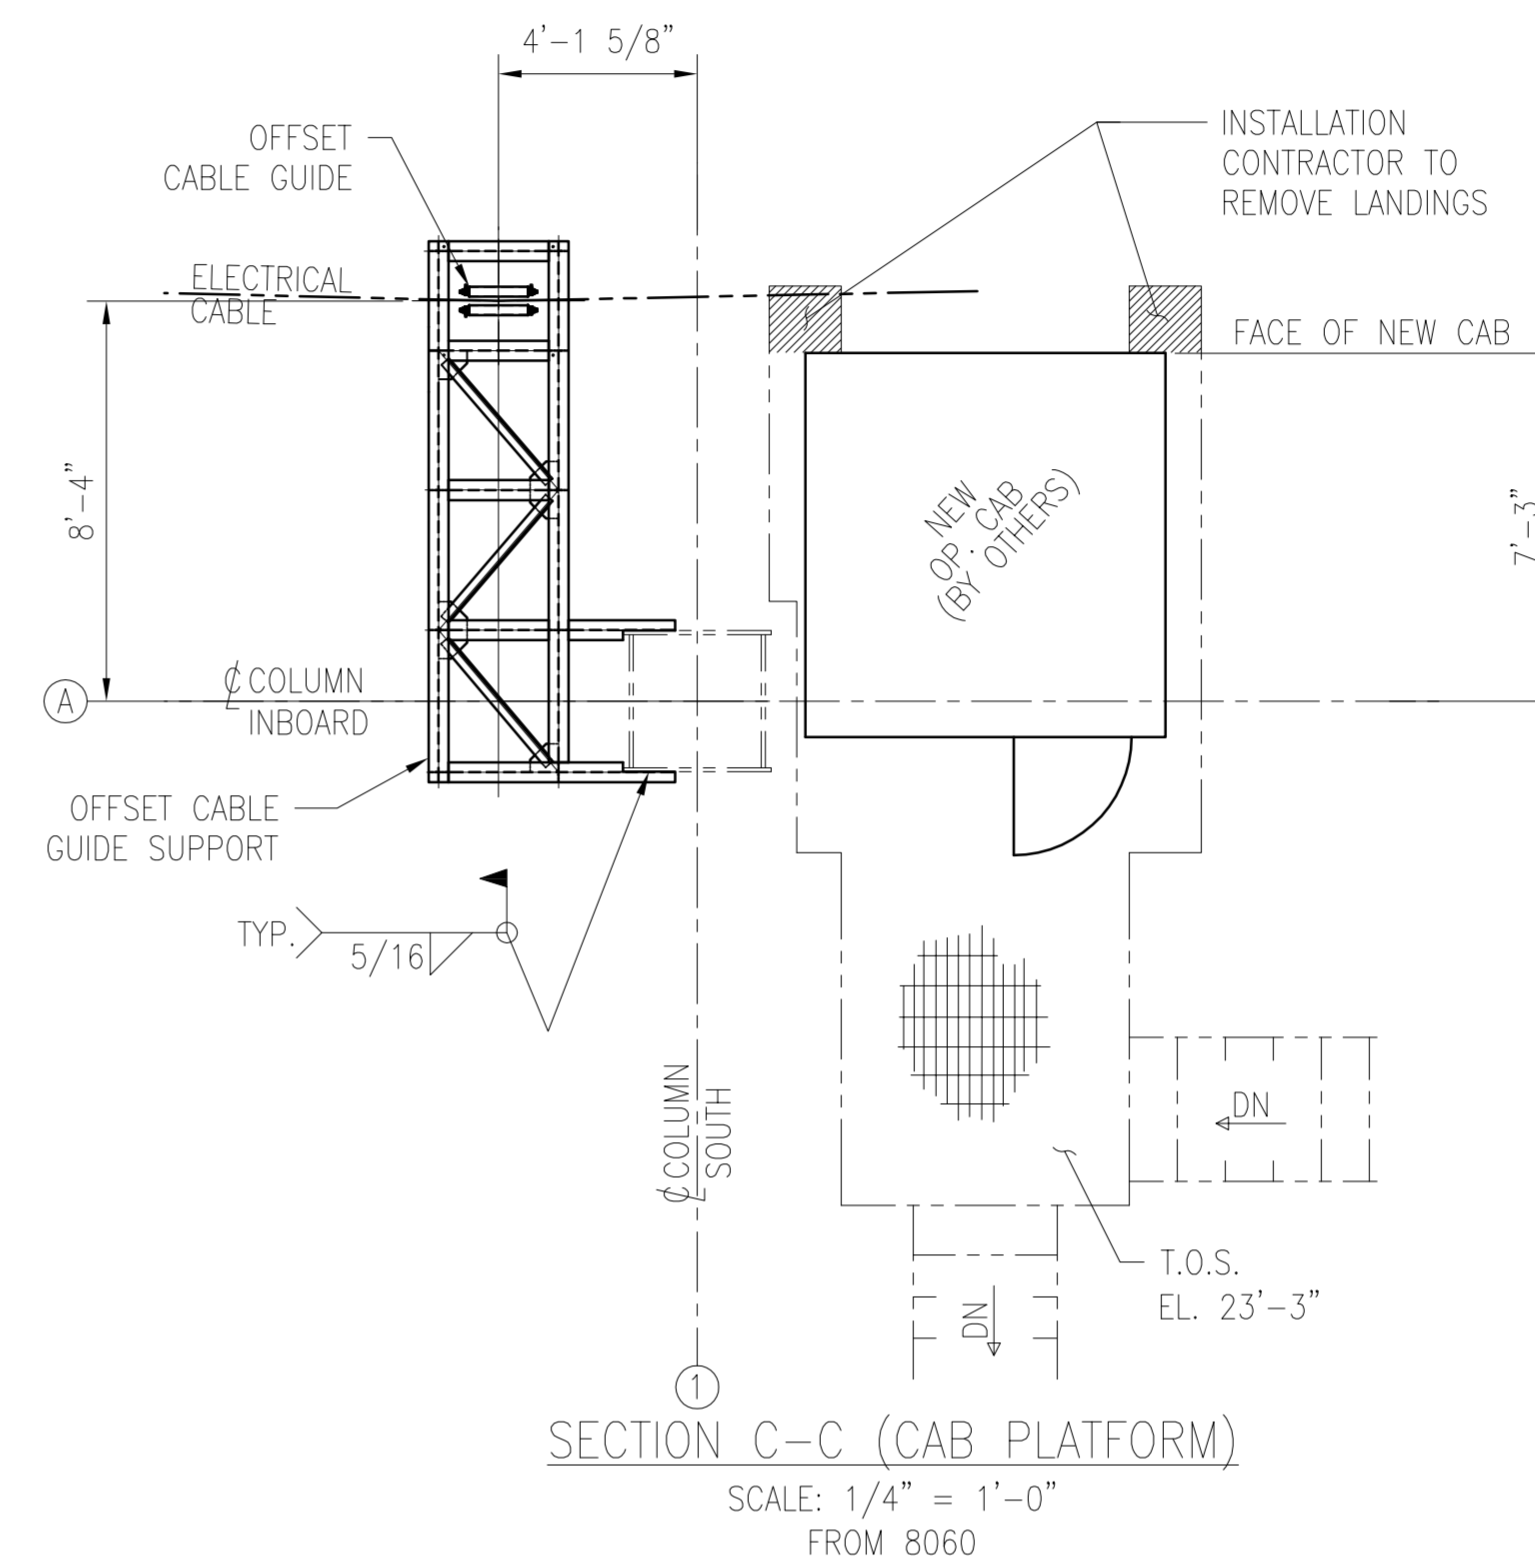 4'-1 5/8"
OFFSET
CABLE GUIDE
INSTALLATION
CONTRACTOR TO
REMOVE LANDINGS
ELECTRICAL
CABLE
FACE OF NEW CAB
8'-4"
NEW
OP. CAB
(BY OTHERS)
7'-3"
A
℄ COLUMN
INBOARD
OFFSET CABLE
GUIDE SUPPORT
TYP.
5/16
℄ COLUMN
SOUTH
DN
DN
T.O.S.
EL. 23'-3"
1
SECTION C-C (CAB PLATFORM)
SCALE: 1/4" = 1'-0"
FROM 8060